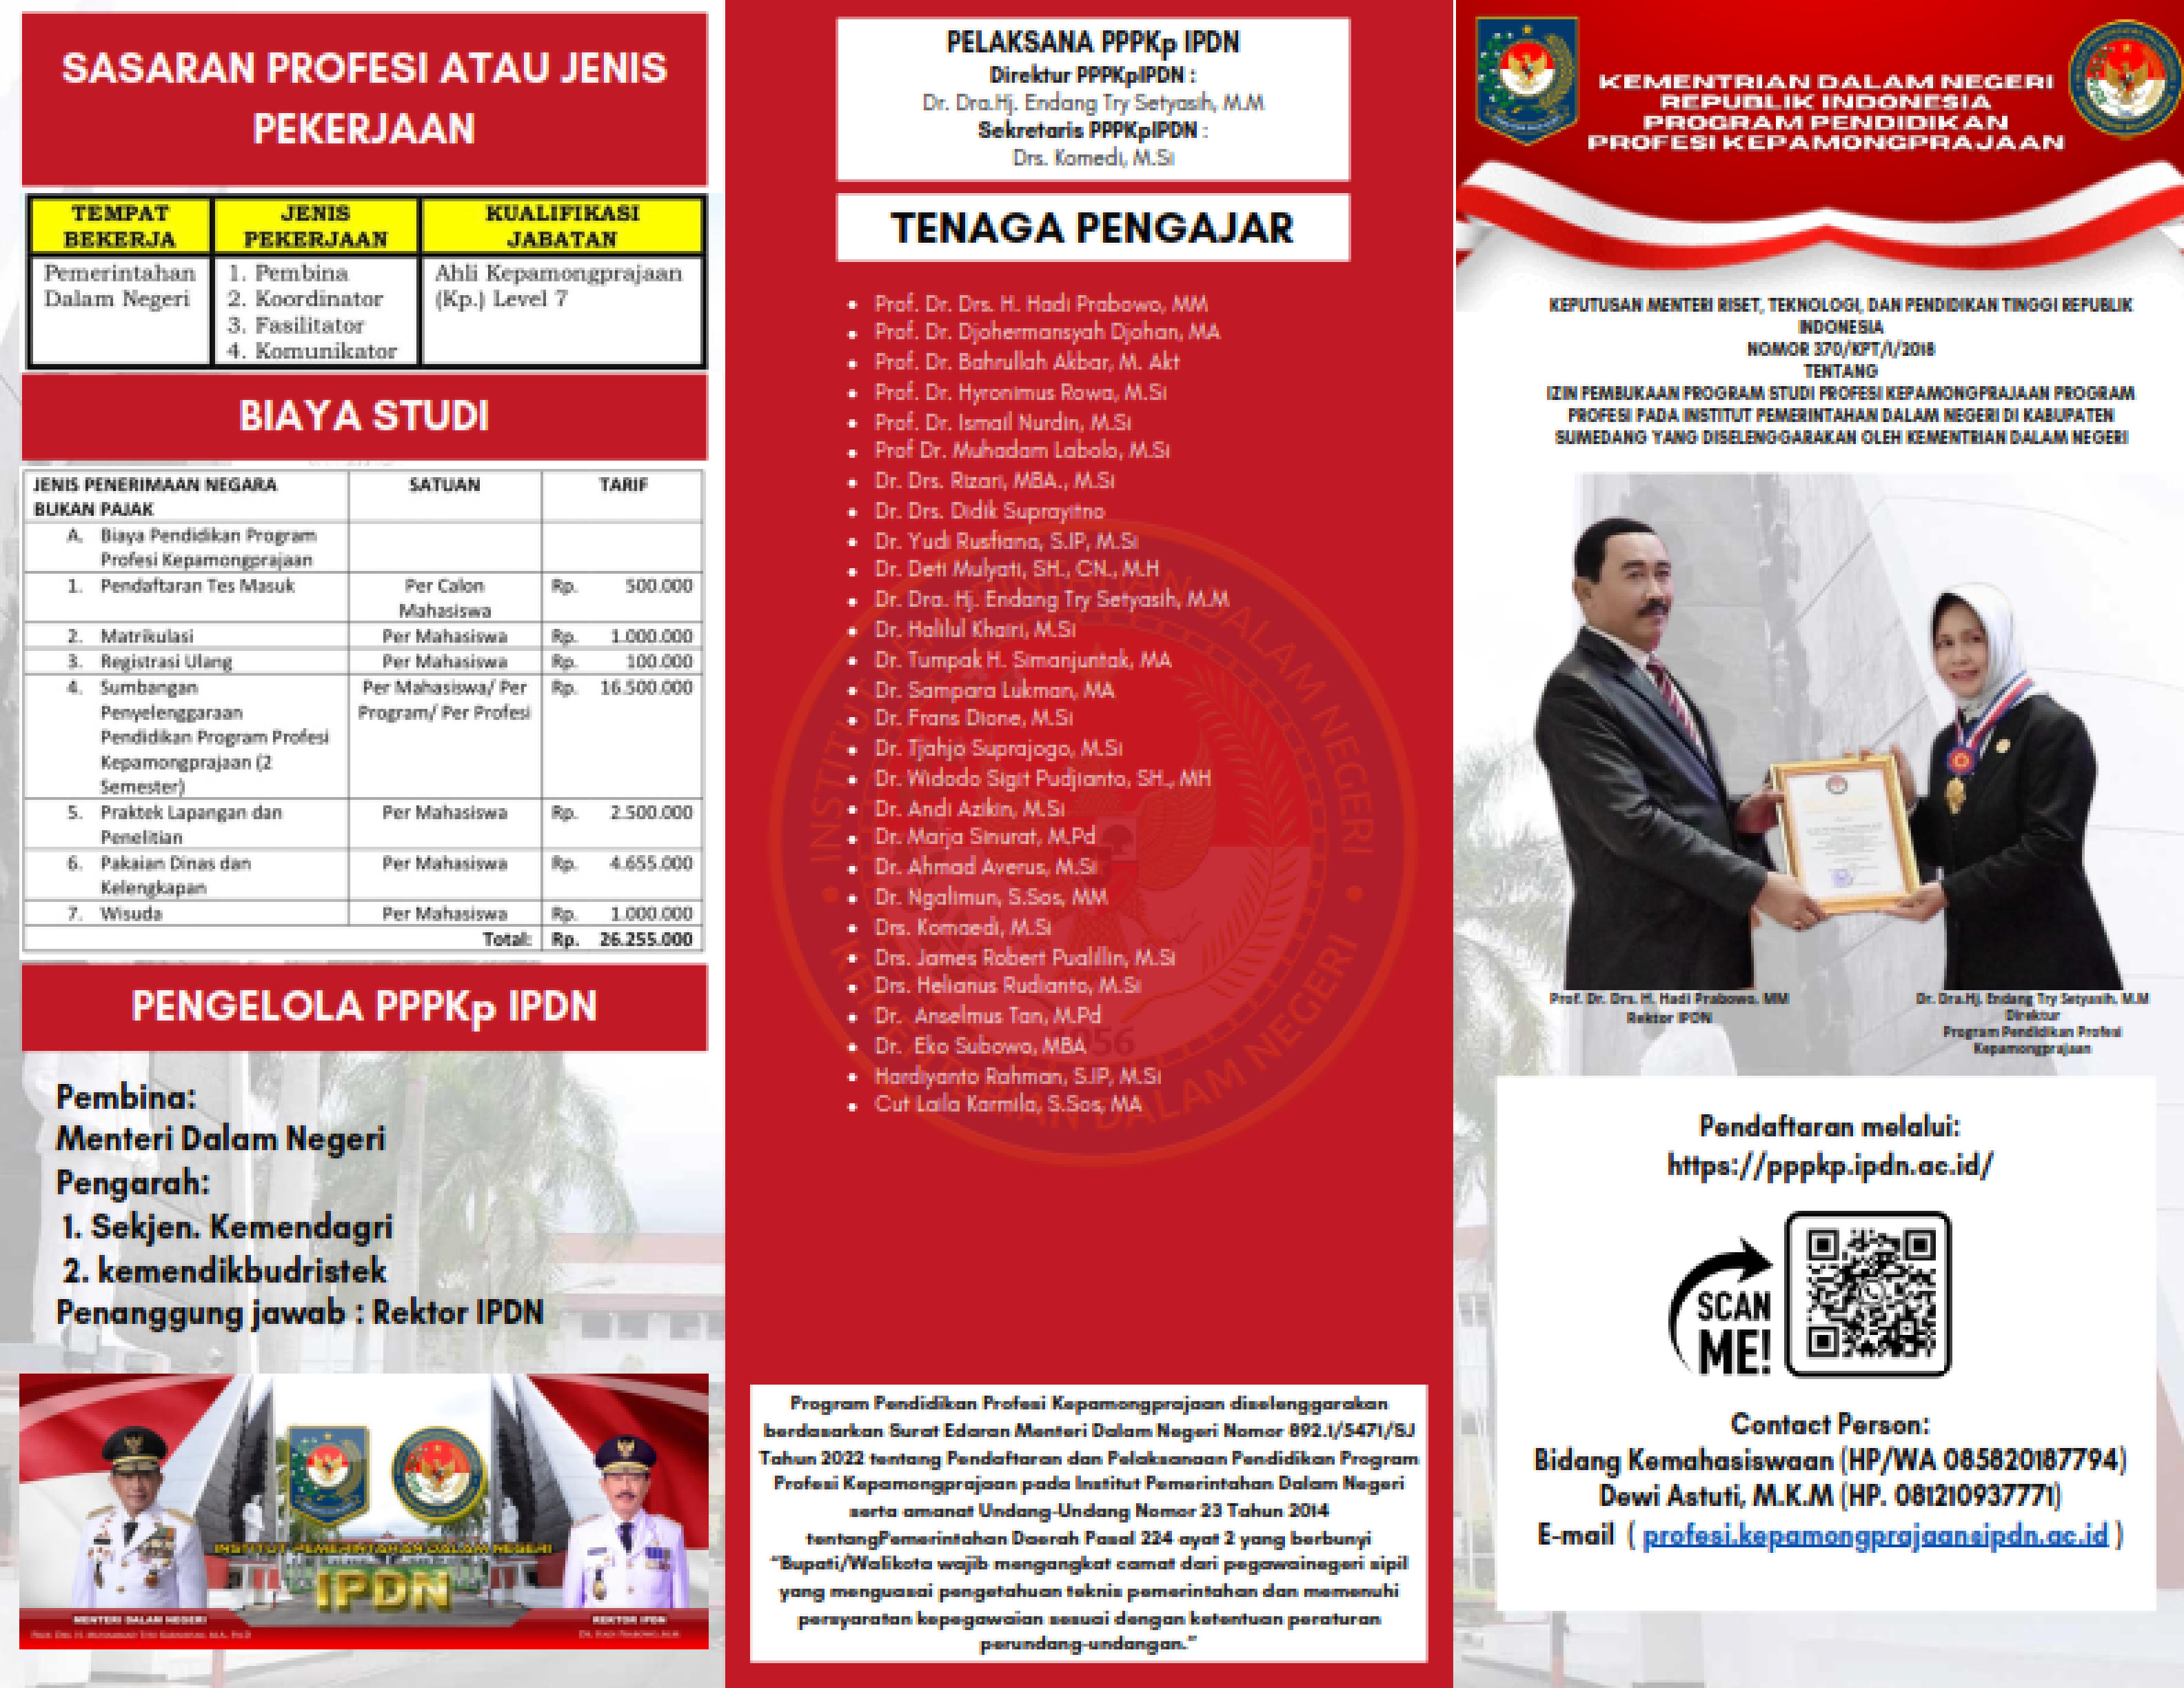 SASARAN PROFESI ATAU JENIS
PEKERJAAN
TEMPAT BEKERJA JENIS PEKERJAAN KUALIFIKASI JABATAN
Pemerintahan Dalam Negeri
1. Pembina
2. Koordinator
3. Fasilitator
4. Komunikator
Ahli Kepamongprajaan
(Kp.) Level 7
BIAYA STUDI
JENIS PENERIMAAN NEGARA BUKAN PAJAK SATUAN TARIF
A. Biaya Pendidikan Program
Profesi Kepamongprajaan
1. Pendaftaran Tes Masuk Per Calon Mahasiswa Rp. 500.000
2. Matrikulasi Per Mahasiswa Rp. 1.000.000
3. Registrasi Ulang Per Mahasiswa Rp. 100.000
4. Sumbangan Penyelenggaraan Pendidikan Program Profesi Kepamongprajaan (2 Semester) Per Mahasiswa/ Per Program/ Per Profesi Rp. 16.500.000
5. Praktek Lapangan dan Penelitian Per Mahasiswa Rp. 2.500.000
6. Pakaian Dinas dan Kelengkapan Per Mahasiswa Rp. 4.655.000
7. Wisuda Per Mahasiswa Rp. 1.000.000
Total: Rp. 26.255.000
PENGELOLA PPPKp IPDN
Pembina:
Menteri Dalam Negeri
Pengarah:
1. Sekjen. Kemendagri
2. kemendikbudristek
Penanggung jawab : Rektor IPDN
INSTITUT PEMERINTAHAN DALAM NEGERI
IPDN
MENTERI DALAM NEGERI
REKTOR IPDN
PELAKSANA PPPKp IPDN
Direktur PPPKpIPDN :
Dr. Dra.Hj. Endang Try Setyasih, M.M
Sekretaris PPPKpIPDN :
Drs. Komedi, M.Si
TENAGA PENGAJAR
• Prof. Dr. Drs. H. Hadi Prabowo, MM
• Prof. Dr. Djohermansyah Djohan, MA
• Prof. Dr. Bahrullah Akbar, M. Akt
• Prof. Dr. Hyronimus Rowa, M.Si
• Prof. Dr. Ismail Nurdin, M.Si
• Prof Dr. Muhadam Labolo, M.Si
• Dr. Drs. Rizari, MBA., M.Si
• Dr. Drs. Didik Suprayitno
• Dr. Yudi Rusfiana, S.IP, M.Si
• Dr. Deti Mulyati, SH., CN., M.H
• Dr. Dra. Hj. Endang Try Setyasih, M.M
• Dr. Halilul Khairi, M.Si
• Dr. Tumpak H. Simanjuntak, MA
• Dr. Sampara Lukman, MA
• Dr. Frans Dione, M.Si
• Dr. Tjahjo Suprajogo, M.Si
• Dr. Widodo Sigit Pudjianto, SH., MH
• Dr. Andi Azikin, M.Si
• Dr. Marja Sinurat, M.Pd
• Dr. Ahmad Averus, M.Si
• Dr. Ngalimun, S.Sos, MM
• Drs. Komaedi, M.Si
• Drs. James Robert Pualillin, M.Si
• Drs. Helianus Rudianto, M.Si
• Dr. Anselmus Tan, M.Pd
• Dr. Eko Subowo, MBA
• Hardiyanto Rahman, S.IP, M.Si
• Cut Laila Karmila, S.Sos, MA
Program Pendidikan Profesi Kepamongprajaan diselenggarakan
berdasarkan Surat Edaran Menteri Dalam Negeri Nomor 892.1/5471/SJ
Tahun 2022 tentang Pendaftaran dan Pelaksanaan Pendidikan Program
Profesi Kepamongprajaan pada Institut Pemerintahan Dalam Negeri
serta amanat Undang-Undang Nomor 23 Tahun 2014
tentangPemerintahan Daerah Pasal 224 ayat 2 yang berbunyi
“Bupati/Walikota wajib mengangkat camat dari pegawainegeri sipil
yang menguasai pengetahuan teknis pemerintahan dan memenuhi
persyaratan kepegawaian sesuai dengan ketentuan peraturan
perundang-undangan.”
KEMENTRIAN DALAM NEGERI
REPUBLIK INDONESIA
PROGRAM PENDIDIKAN
PROFESI KEPAMONGPRAJAAN
KEPUTUSAN MENTERI RISET, TEKNOLOGI, DAN PENDIDIKAN TINGGI REPUBLIK
INDONESIA
NOMOR 370/KPT/I/2018
TENTANG
IZIN PEMBUKAAN PROGRAM STUDI PROFESI KEPAMONGPRAJAAN PROGRAM
PROFESI PADA INSTITUT PEMERINTAHAN DALAM NEGERI DI KABUPATEN
SUMEDANG YANG DISELENGGARAKAN OLEH KEMENTRIAN DALAM NEGERI
Prof. Dr. Drs. H. Hadi Prabowo. MM
Rektor IPDN
Dr. Dra.Hj. Endang Try Setyasih, M.M
Direktur
Program Pendidikan Profesi
Kepamongprajaan
Pendaftaran melalui:
https://pppkp.ipdn.ac.id/
SCAN
ME!
Contact Person:
Bidang Kemahasiswaan (HP/WA 085820187794)
Dewi Astuti, M.K.M (HP. 081210937771)
E-mail ( profesi.kepamongprajaansipdn.ac.id )